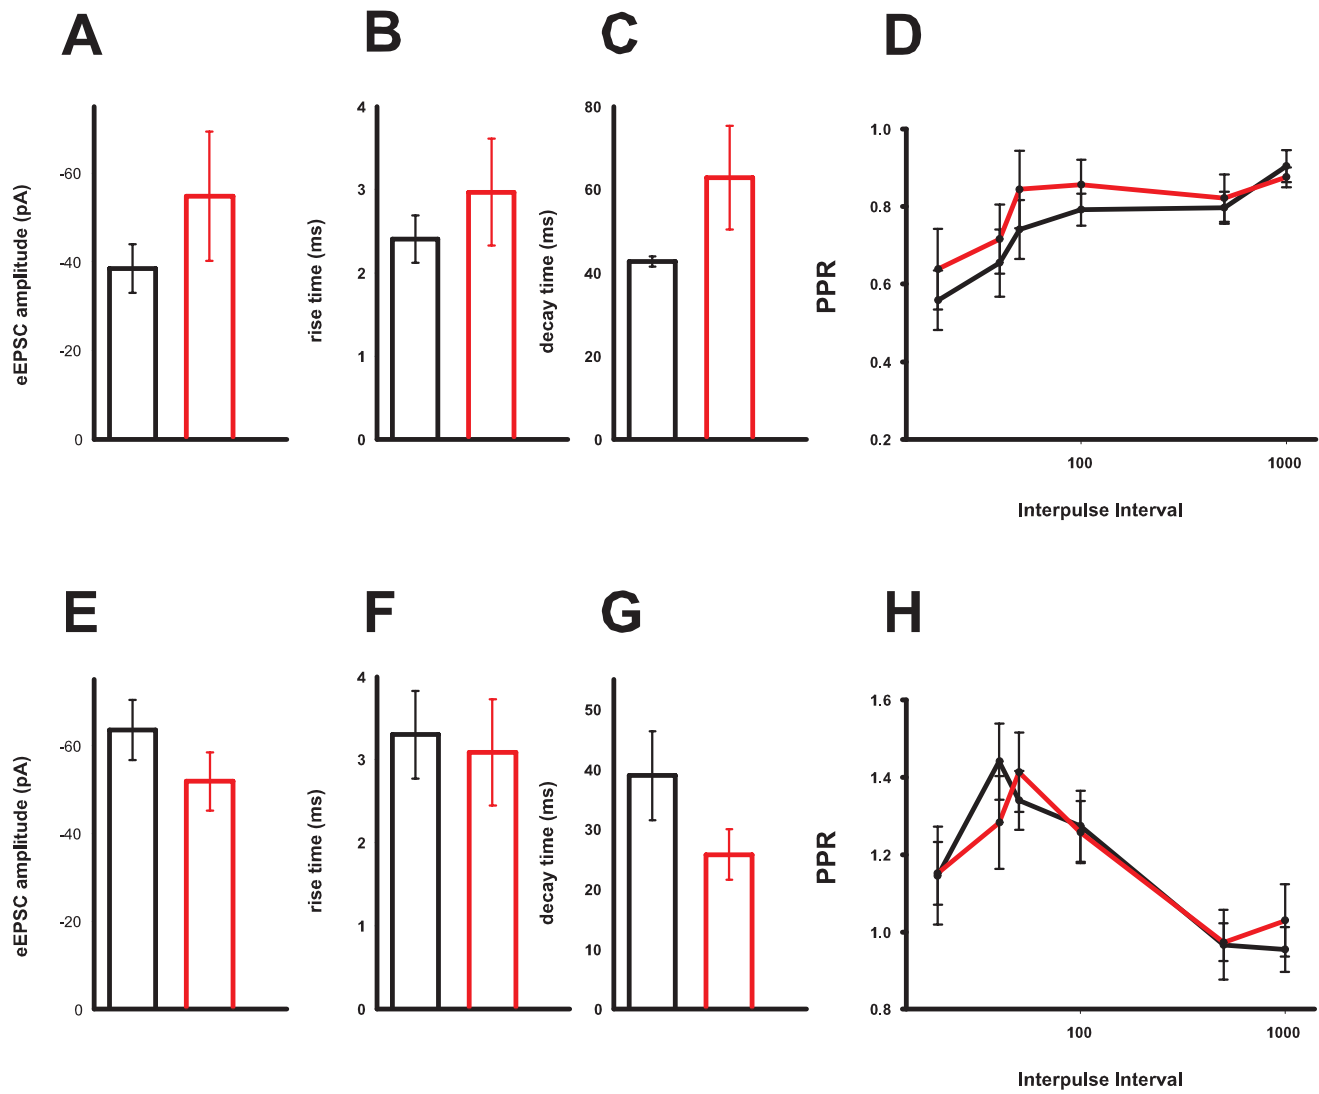 A
B
C
D
eEPSC amplitude (pA)
-60
-40
-20
0
rise time (ms)
4
3
2
1
0
decay time (ms)
80
60
40
20
0
PPR
1.0
0.8
0.6
0.4
0.2
100
1000
Interpulse Interval
E
F
G
H
eEPSC amplitude (pA)
-60
-40
-20
0
rise time (ms)
4
3
2
1
0
decay time (ms)
50
40
30
20
10
0
PPR
1.6
1.4
1.2
1.0
0.8
100
1000
Interpulse Interval